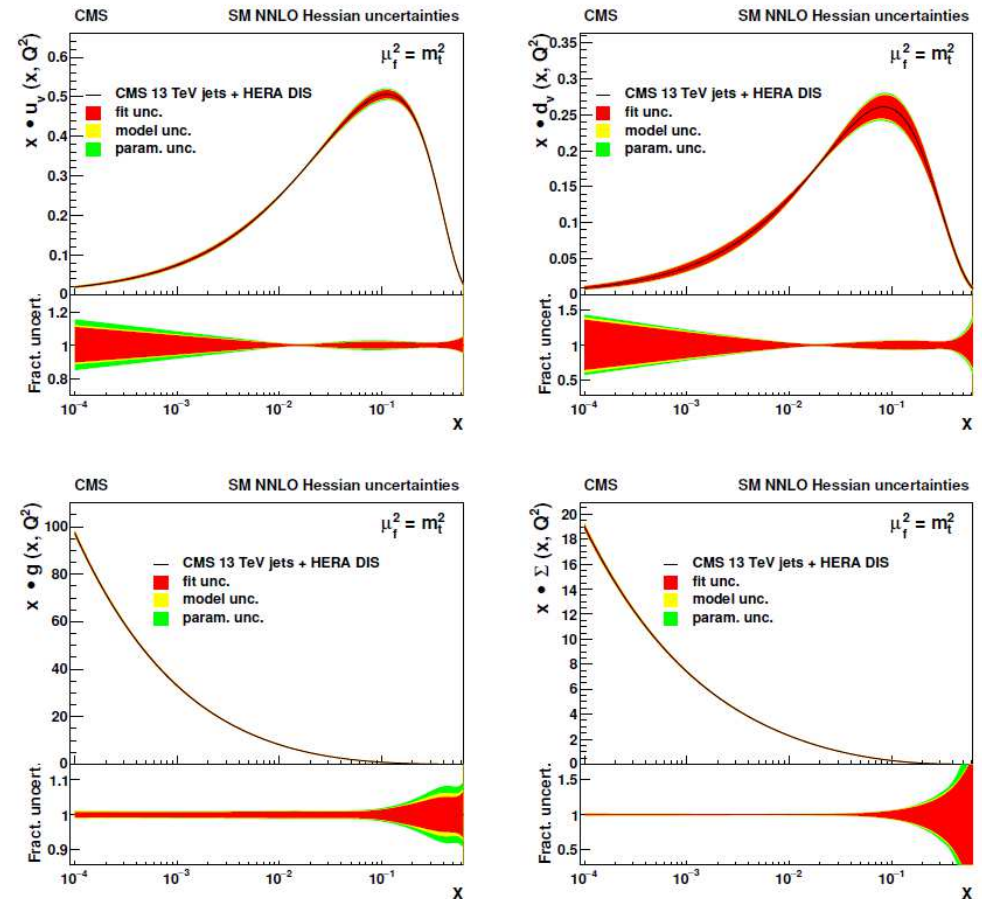 CMS SM NNLO Hessian uncertainties
x • u_v (x, Q²)
μ_f² = m_t²
0.6
0.5
0.4
0.3
0.2
0.1
0
CMS 13 TeV jets + HERA DIS
fit unc.
model unc.
param. unc.
Fract. uncert.
1.2
1
0.8
10⁻⁴ 10⁻³ 10⁻² 10⁻¹
x
CMS SM NNLO Hessian uncertainties
x • d_v (x, Q²)
μ_f² = m_t²
0.35
0.3
0.25
0.2
0.15
0.1
0.05
0
CMS 13 TeV jets + HERA DIS
fit unc.
model unc.
param. unc.
Fract. uncert.
1.5
1
0.5
10⁻⁴ 10⁻³ 10⁻² 10⁻¹
x
CMS SM NNLO Hessian uncertainties
x • g (x, Q²)
μ_f² = m_t²
100
80
60
40
20
0
CMS 13 TeV jets + HERA DIS
fit unc.
model unc.
param. unc.
Fract. uncert.
1.1
1
0.9
10⁻⁴ 10⁻³ 10⁻² 10⁻¹
x
CMS SM NNLO Hessian uncertainties
x • Σ (x, Q²)
μ_f² = m_t²
20
18
16
14
12
10
8
6
4
2
0
CMS 13 TeV jets + HERA DIS
fit unc.
model unc.
param. unc.
Fract. uncert.
1.5
1
0.5
10⁻⁴ 10⁻³ 10⁻² 10⁻¹
x